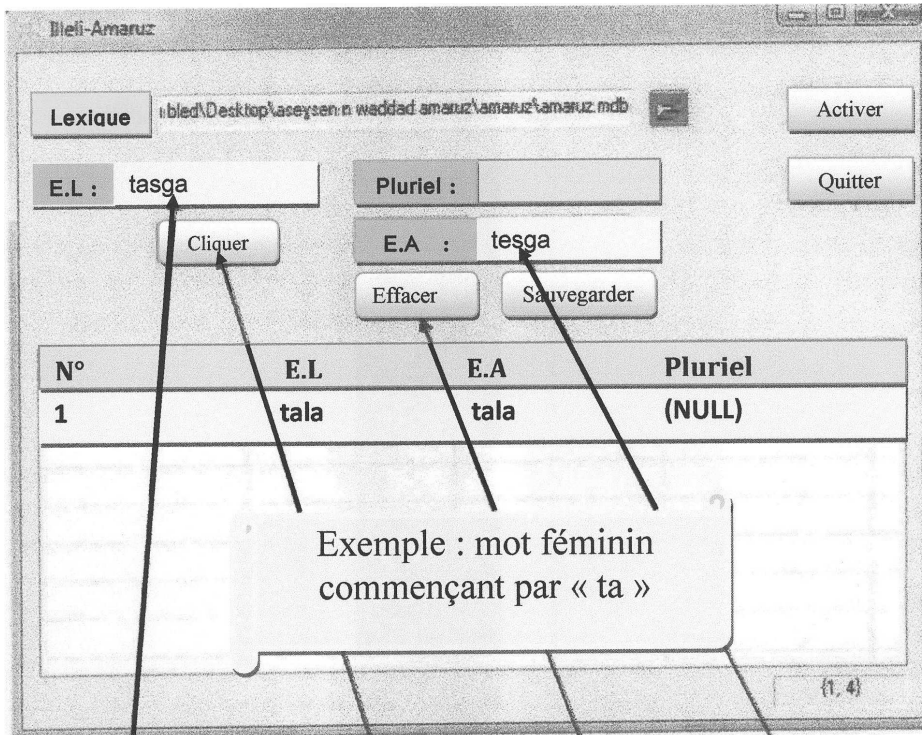 Illeli-Amaruz
Lexique bled\Desktop\aseysen n waddad amaruz\amaruz\amaruz.mdb Activer
E.L : tasga Pluriel : Quitter
Cliquer E.A : tesga
Effacer Sauvegarder
N° E.L E.A Pluriel
1 tala tala (NULL)
Exemple : mot féminin
commençant par « ta »
{1, 4}